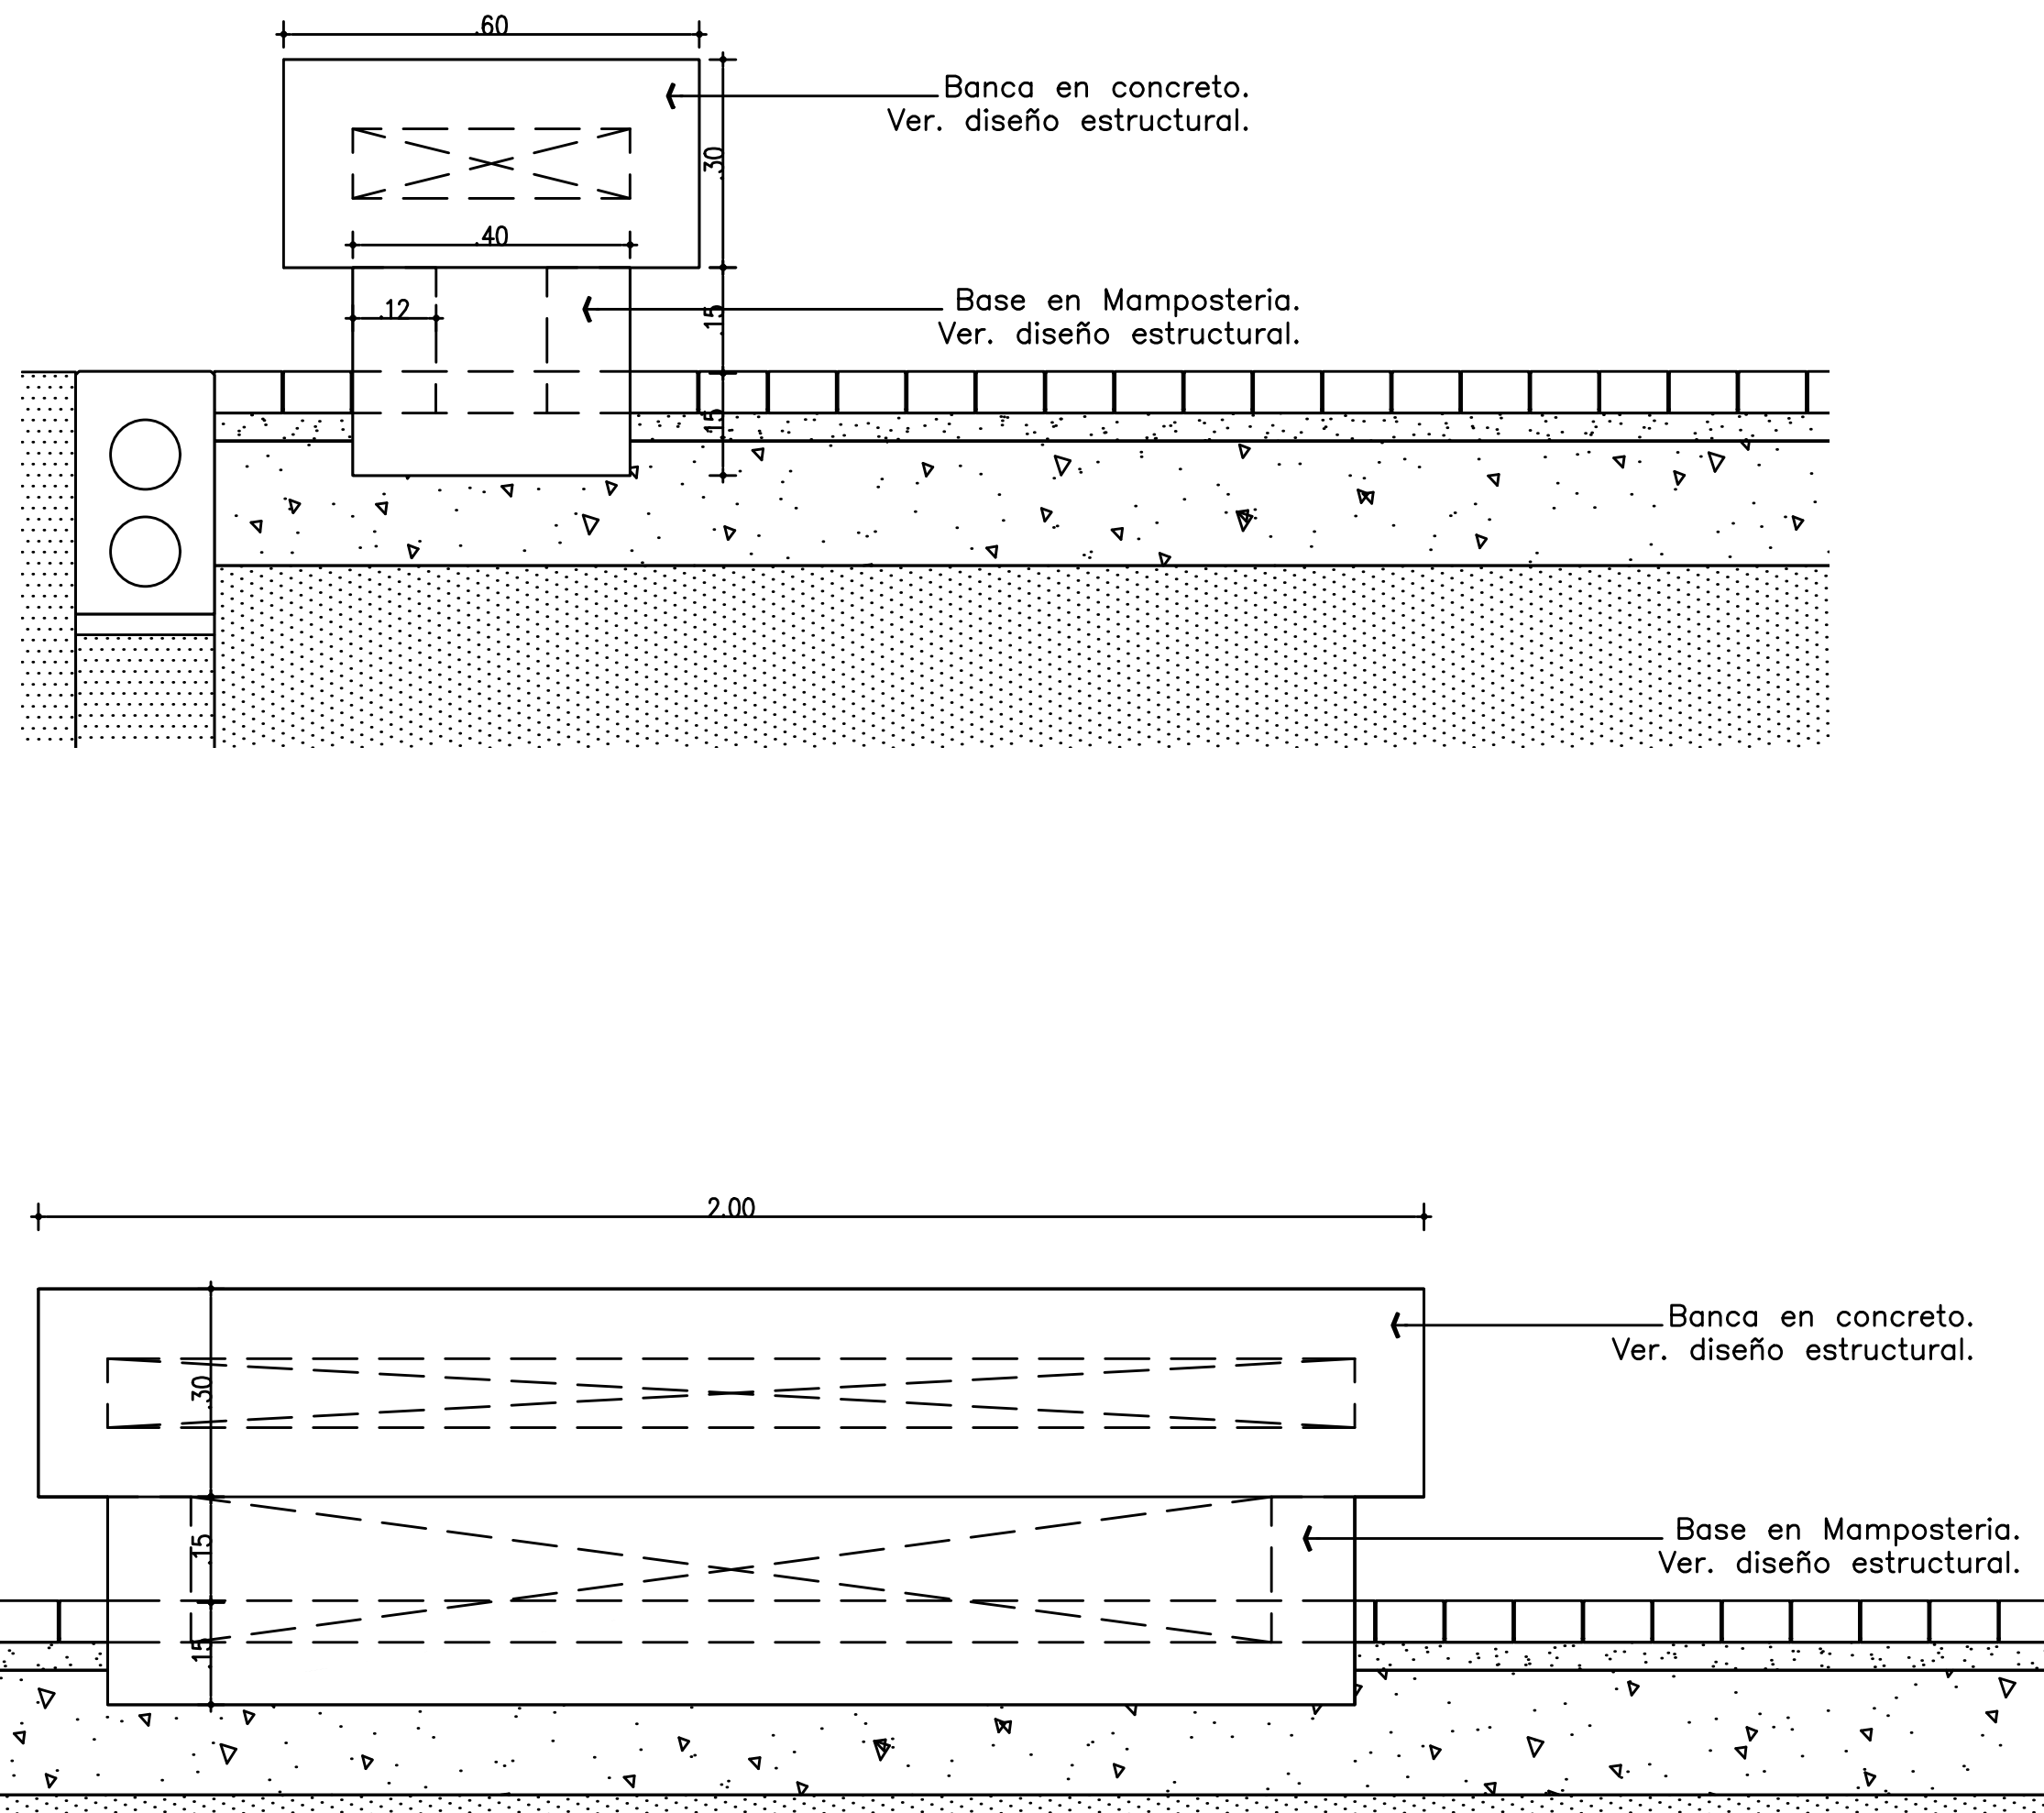 .60
Banca en concreto.
Ver. diseño estructural.
.30
.40
Base en Mamposteria.
Ver. diseño estructural.
.12
.15
.15
2.00
Banca en concreto.
Ver. diseño estructural.
.30
Base en Mamposteria.
Ver. diseño estructural.
.15
.15